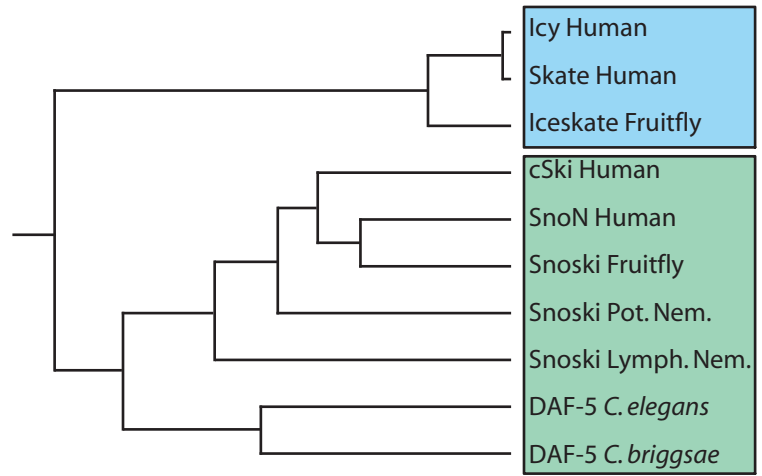 Icy Human
Skate Human
Iceskate Fruitfly
cSki Human
SnoN Human
Snoski Fruitfly
Snoski Pot. Nem.
Snoski Lymph. Nem.
DAF-5 C. elegans
DAF-5 C. briggsae